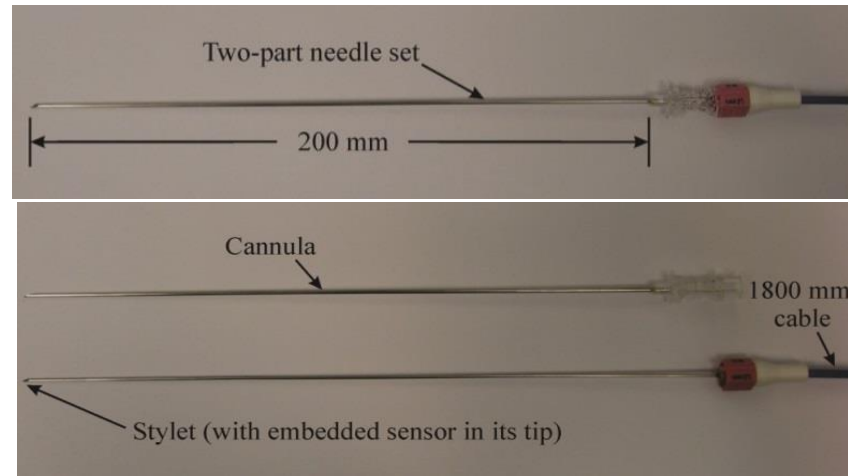 Two-part needle set
200 mm
Cannula
1800 mm
cable
Stylet (with embedded sensor in its tip)